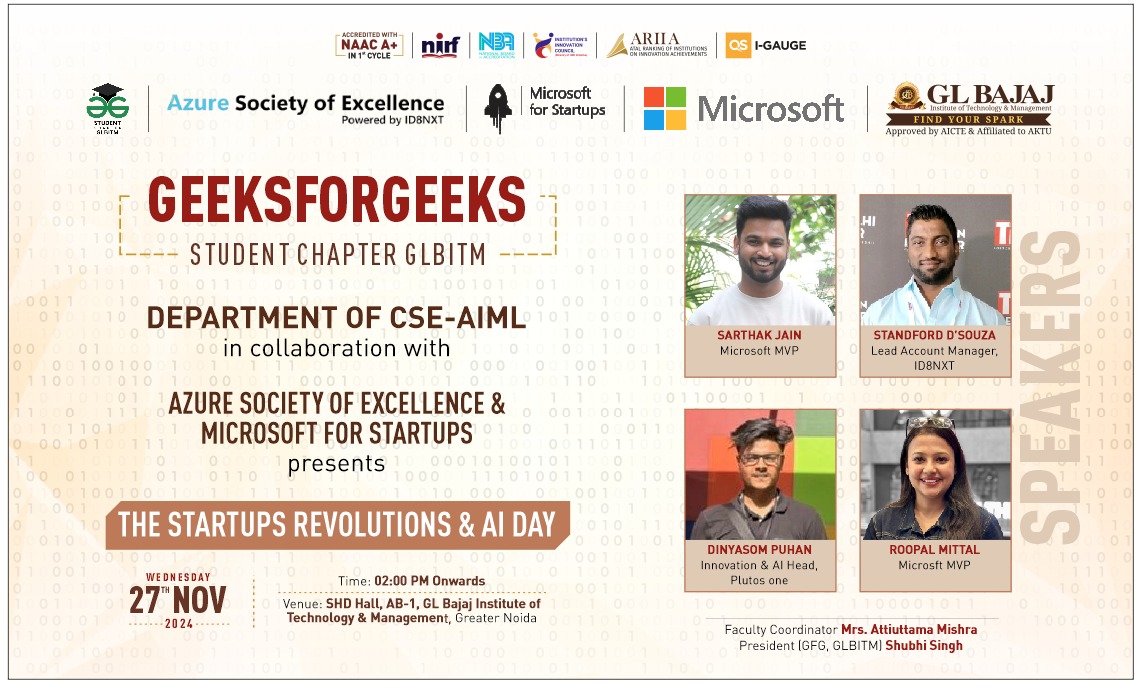 ACCREDITED WITH
NAAC A+
IN 1ST CYCLE
nirf
NBA
NATIONAL BOARD
of ACCREDITATION
INSTITUTION'S
INNOVATION
COUNCIL
ARIIA
ATAL RANKING OF INSTITUTIONS
ON INNOVATION ACHIEVEMENTS
QS I-GAUGE
STUDENT
GLBITM
Azure Society of Excellence
Powered by ID8NXT
Microsoft
for Startups
Microsoft
GL BAJAJ
Institute of Technology & Management
FIND YOUR SPARK
Approved by AICTE & Affiliated to AKTU
GEEKSFORGEEKS
STUDENT CHAPTER GLBITM
DEPARTMENT OF CSE-AIML
in collaboration with
AZURE SOCIETY OF EXCELLENCE &
MICROSOFT FOR STARTUPS
presents
THE STARTUPS REVOLUTIONS & AI DAY
WEDNESDAY
27TH NOV
2024
Time: 02:00 PM Onwards
Venue: SHD Hall, AB-1, GL Bajaj Institute of
Technology & Management, Greater Noida
SPEAKERS
SARTHAK JAIN
Microsoft MVP
STANDFORD D'SOUZA
Lead Account Manager,
ID8NXT
DINYASOM PUHAN
Innovation & AI Head,
Plutos one
ROOPAL MITTAL
Microsft MVP
Faculty Coordinator Mrs. Attiuttama Mishra
President (GFG, GLBITM) Shubhi Singh